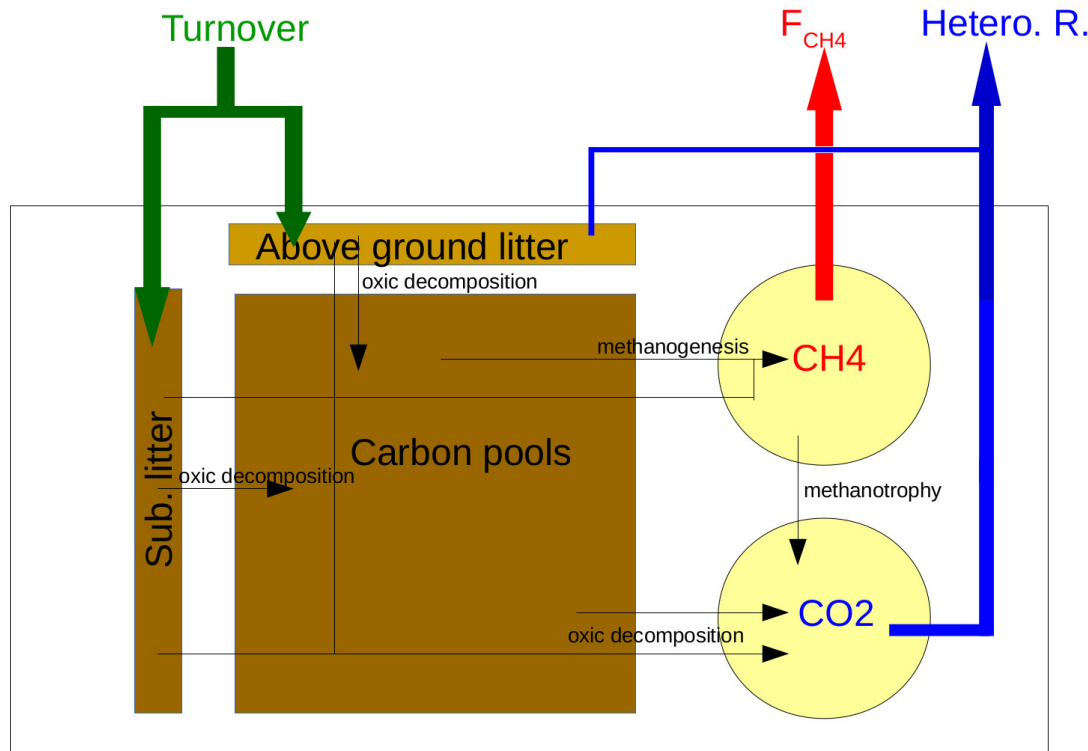 Turnover
F_CH4
Hetero. R.
Above ground litter
oxic decomposition
methanogenesis
CH4
Carbon pools
Sub. litter
oxic decomposition
methanotrophy
CO2
oxic decomposition